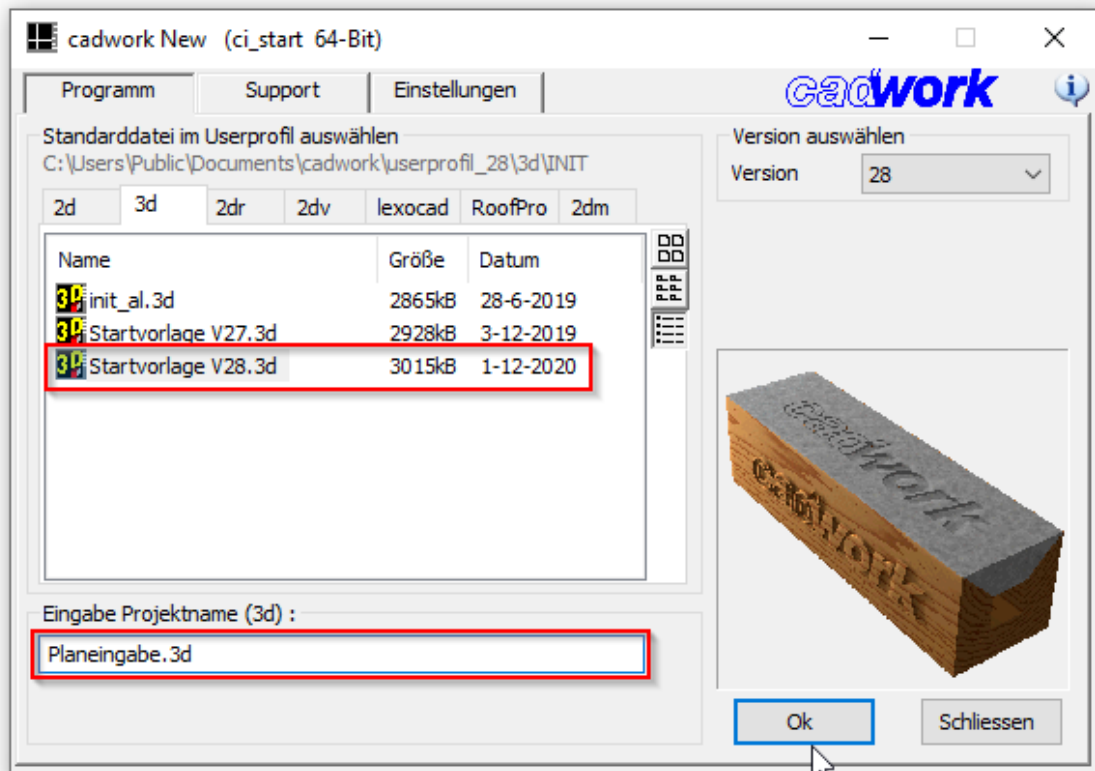 cadwork New (ci_start 64-Bit)
Programm Support Einstellungen cadwork
Standarddatei im Userprofil auswählen
C:\Users\Public\Documents\cadwork\userprofil_28\3d\INIT
2d 3d 2dr 2dv lexocad RoofPro 2dm
Name Größe Datum
init_al.3d 2865kB 28-6-2019
Startvorlage V27.3d 2928kB 3-12-2019
Startvorlage V28.3d 3015kB 1-12-2020
Eingabe Projektname (3d) :
Planeingabe.3d
Version auswählen
Version 28
cadwork
cadwork
Ok Schliessen